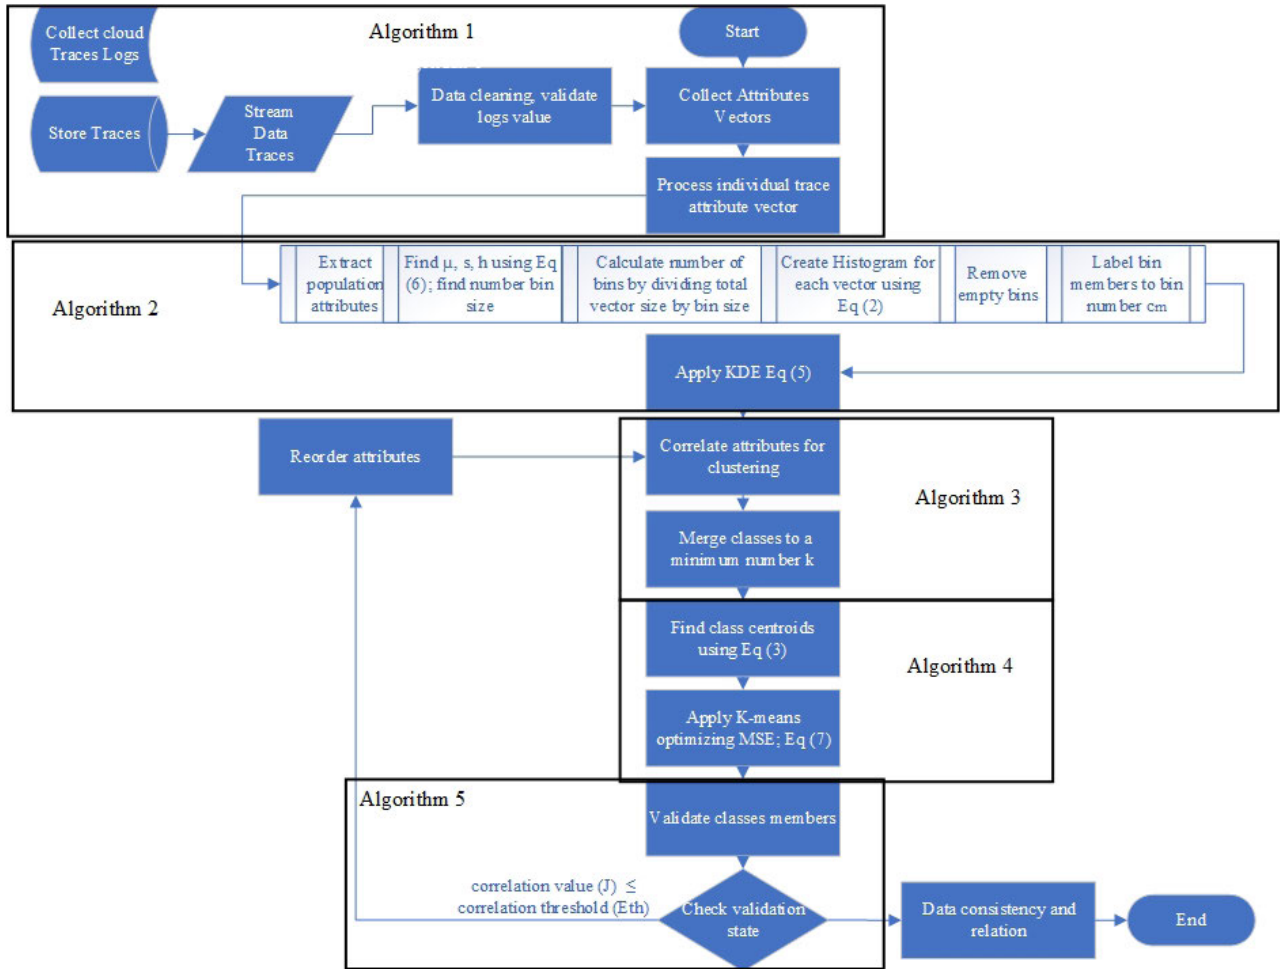 Collect cloud
Traces Logs
Algorithm 1
Start
Store Traces
Stream
Data
Traces
Data cleaning, validate
logs value
Collect Attributes
Vectors
Process individual trace
attribute vector
Algorithm 2
Extract
population
attributes
Find μ, s, h using Eq
(6); find number bin
size
Calculate number of
bins by dividing total
vector size by bin size
Create Histogram for
each vector using
Eq (2)
Remove
empty bins
Label bin
members to bin
number cm
Apply KDE Eq (5)
Reorder attributes
Correlate attributes for
clustering
Algorithm 3
Merge classes to a
minimum number k
Find class centroids
using Eq (3)
Algorithm 4
Apply K-means
optimizing MSE; Eq (7)
Algorithm 5
Validate classes members
correlation value (J) ≤
correlation threshold (Eth)
Check validation
state
Data consistency and
relation
End